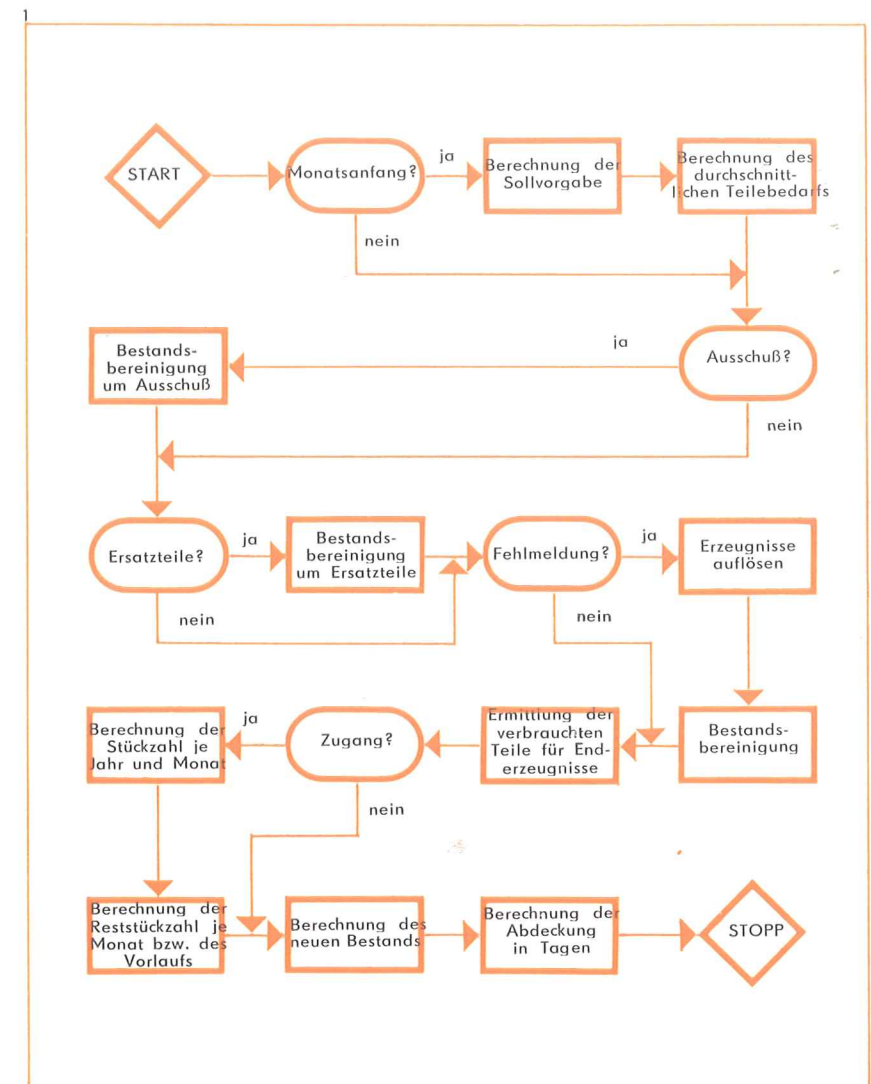 1
START
Monatsanfang?
ja
Berechnung der
Sollvorgabe
Berechnung des
durchschnitt-
lichen Teilebedarfs
nein
Bestands-
bereinigung
um Ausschuß
ja
Ausschuß?
nein
Ersatzteile?
ja
Bestands-
bereinigung
um Ersatzteile
Fehlmeldung?
ja
Erzeugnisse
auflösen
nein
nein
Berechnung der
Stückzahl je
Jahr und Monat
ja
Zugang?
Ermittlung der
verbrauchten
Teile für End-
erzeugnisse
Bestands-
bereinigung
nein
Berechnung der
Reststückzahl je
Monat bzw. des
Vorlaufs
Berechnung des
neuen Bestands
Berechnung der
Abdeckung
in Tagen
STOPP